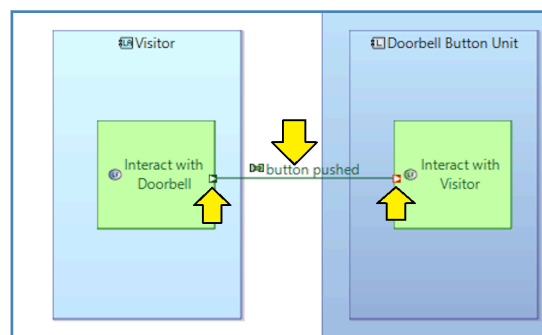 Visitor
Doorbell Button Unit
Interact with
Doorbell
button pushed
Interact with
Visitor